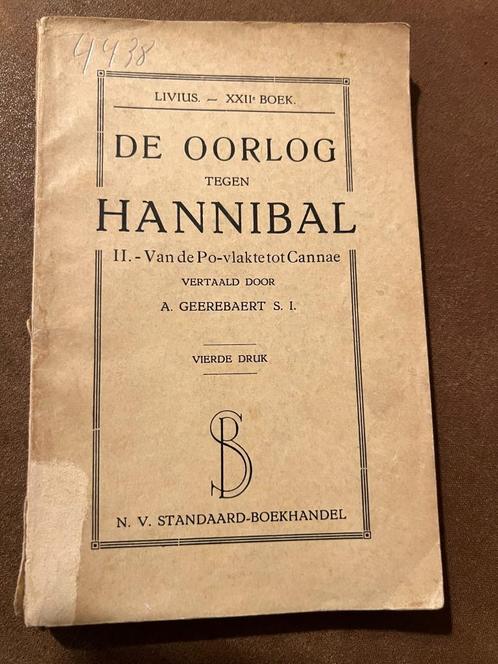 4438
LIVIUS. — XXIIe BOEK.
DE OORLOG
TEGEN
HANNIBAL
II. - Van de Po-vlakte tot Cannae
VERTAALD DOOR
A. GEEREBAERT S. I.
VIERDE DRUK
SB
N. V. STANDAARD-BOEKHANDEL